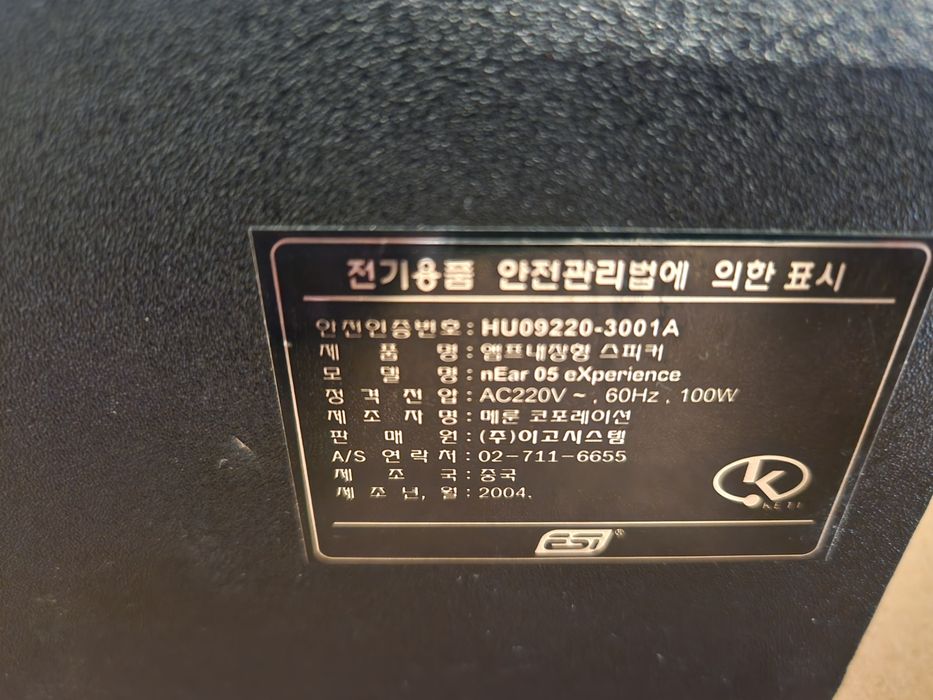 전기용품 안전관리법에 의한 표시
안전인증번호 : HU09220-3001A
제 품 명 : 앰프내장형 스피커
모 델 명 : nEar 05 eXperience
정 격 전 압 : AC220V ~ , 60Hz , 100W
제 조 자 명 : 메룬 코포레이션
판 매 원 : (주)이고시스템
A/S 연 락 처 : 02-711-6655
제 조 국 : 중국
제 조 년, 월 : 2004.
K
KETI
ESI®